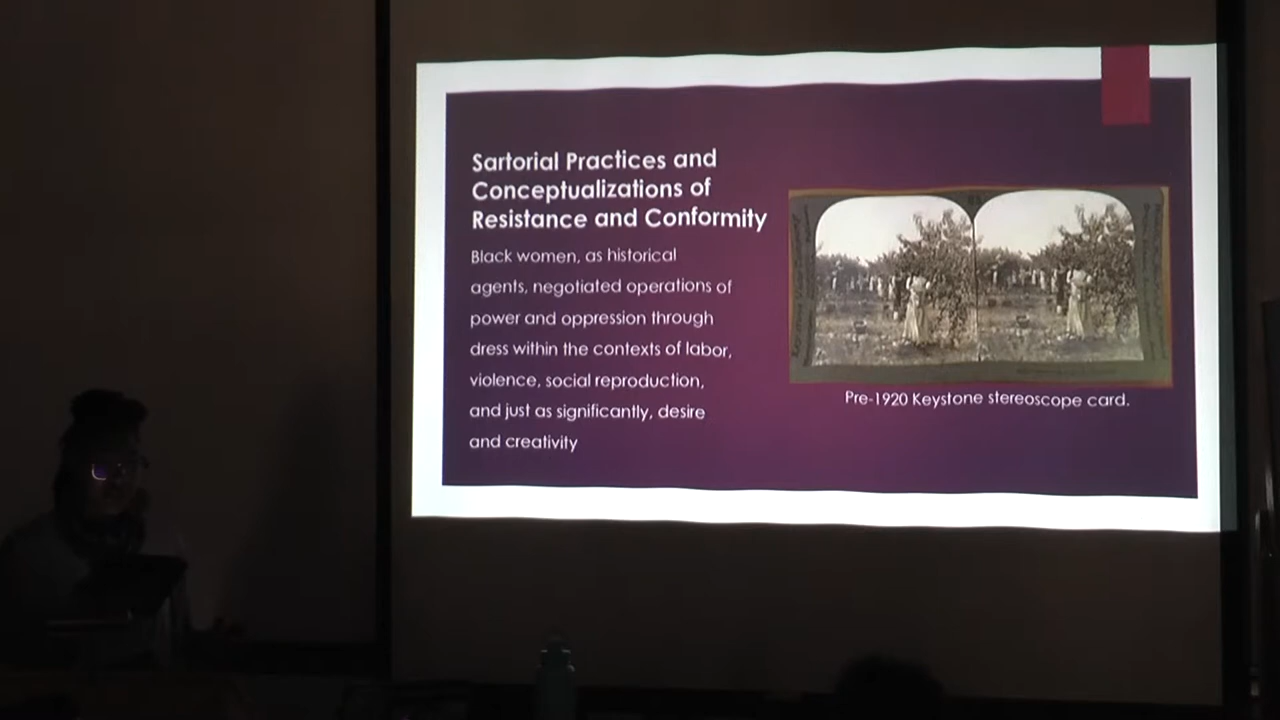 Sartorial Practices and
Conceptualizations of
Resistance and Conformity
Black women, as historical
agents, negotiated operations of
power and oppression through
dress within the contexts of labor,
violence, social reproduction,
and just as significantly, desire
and creativity
Pre-1920 Keystone stereoscope card.